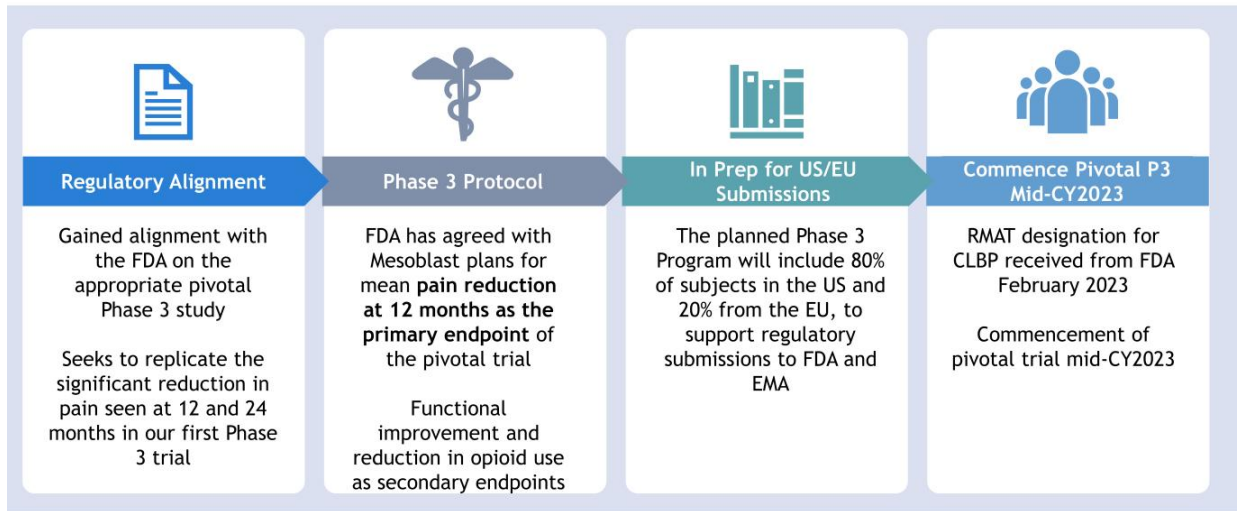 Regulatory Alignment
Gained alignment with
the FDA on the
appropriate pivotal
Phase 3 study
Seeks to replicate the
significant reduction in
pain seen at 12 and 24
months in our first Phase
3 trial
Phase 3 Protocol
FDA has agreed with
Mesoblast plans for
mean pain reduction
at 12 months as the
primary endpoint of
the pivotal trial
Functional
improvement and
reduction in opioid use
as secondary endpoints
In Prep for US/EU
Submissions
The planned Phase 3
Program will include 80%
of subjects in the US and
20% from the EU, to
support regulatory
submissions to FDA and
EMA
Commence Pivotal P3
Mid-CY2023
RMAT designation for
CLBP received from FDA
February 2023
Commencement of
pivotal trial mid-CY2023